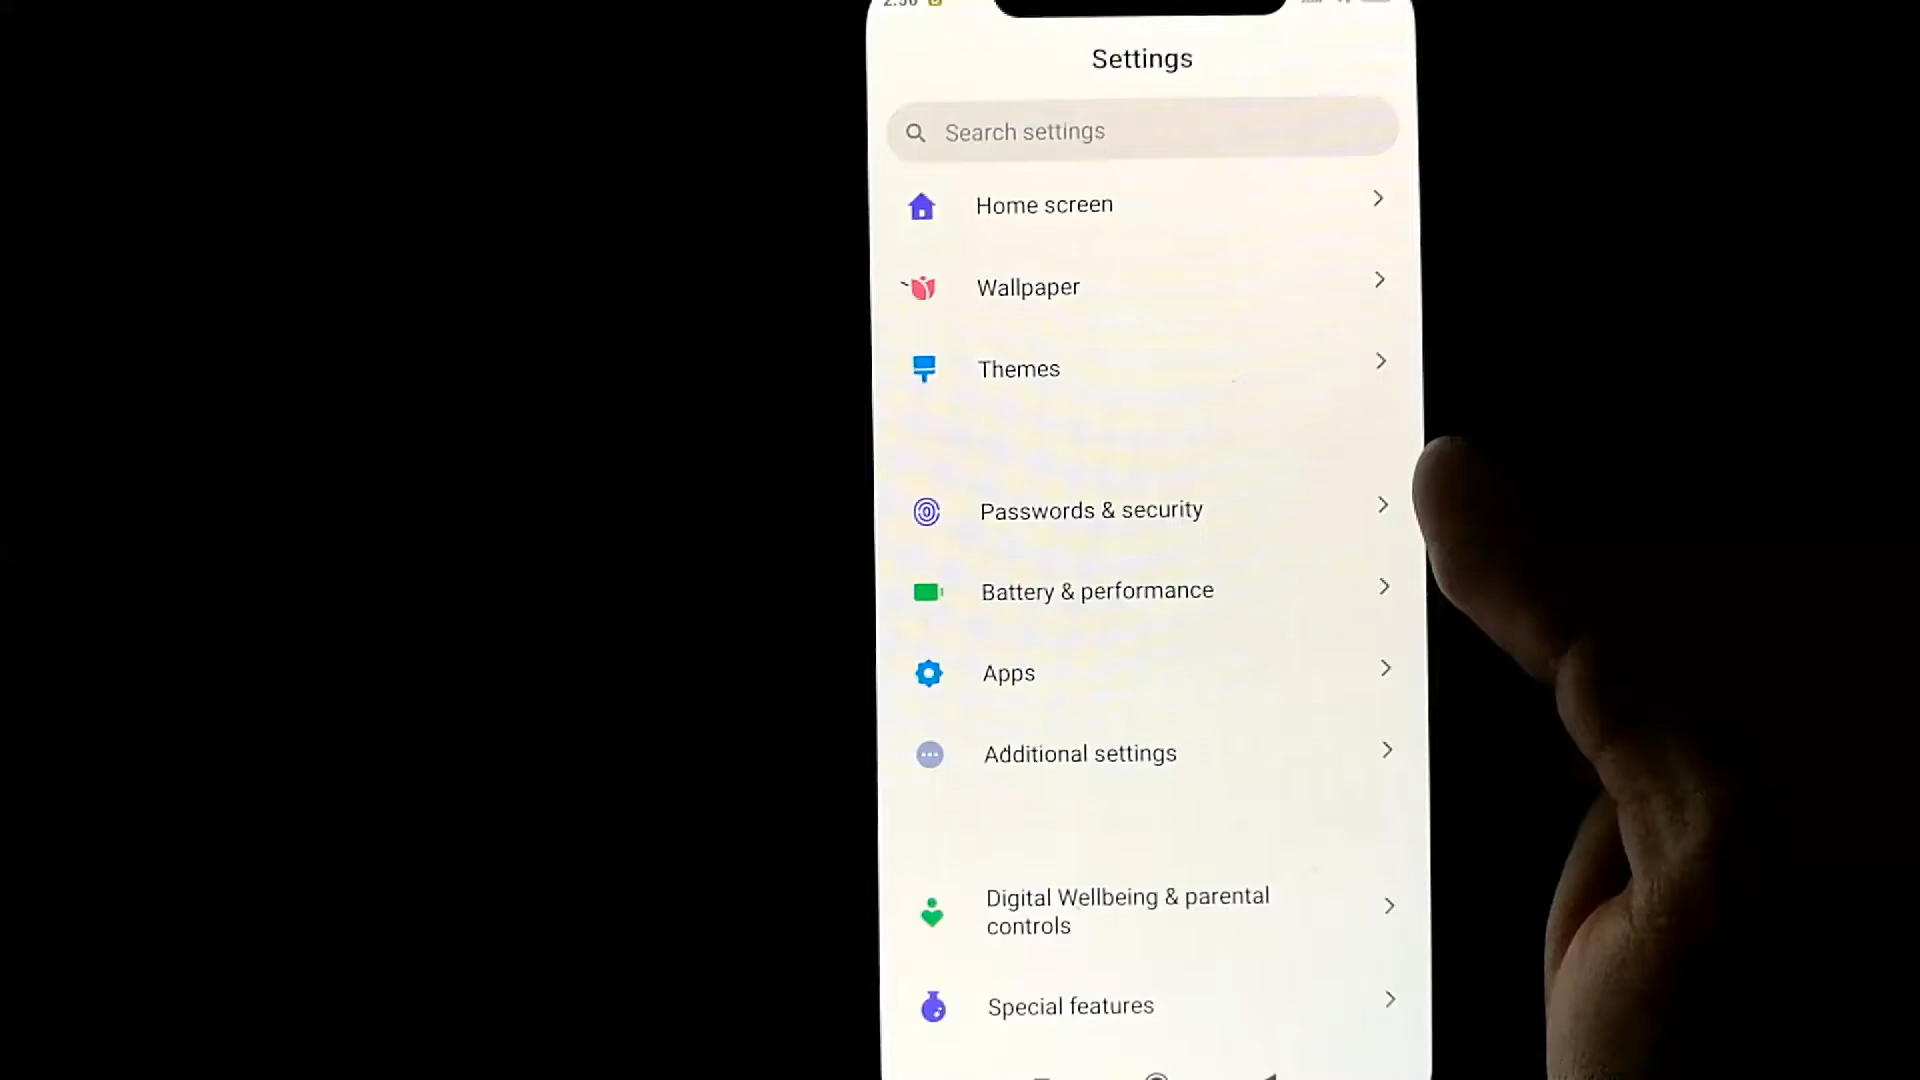 Settings
Search settings
Home screen
Wallpaper
Themes
Passwords & security
Battery & performance
Apps
Additional settings
Digital Wellbeing & parental
controls
Special features